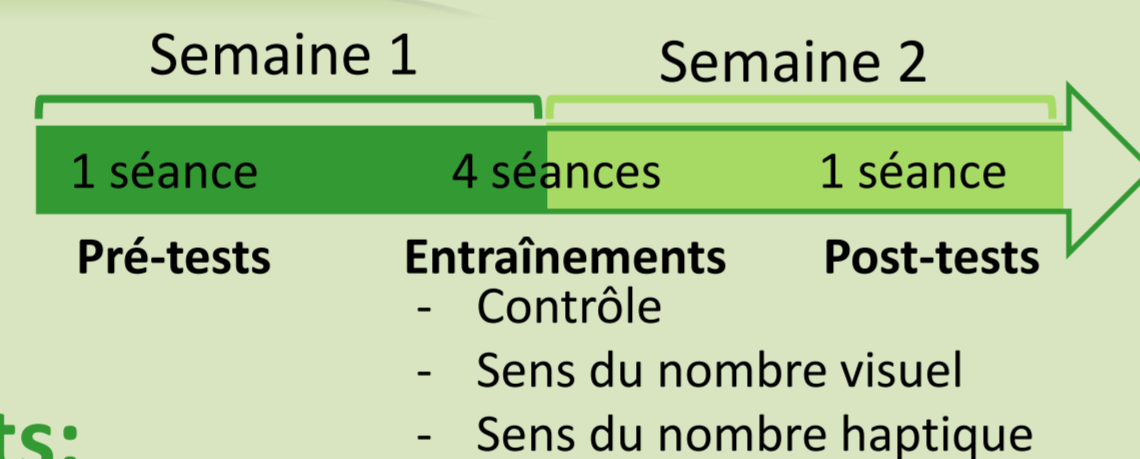 Semaine 1
Semaine 2
1 séance
4 séances
1 séance
Pré-tests
Entraînements
Post-tests
- Contrôle
- Sens du nombre visuel
- Sens du nombre haptique
ts: